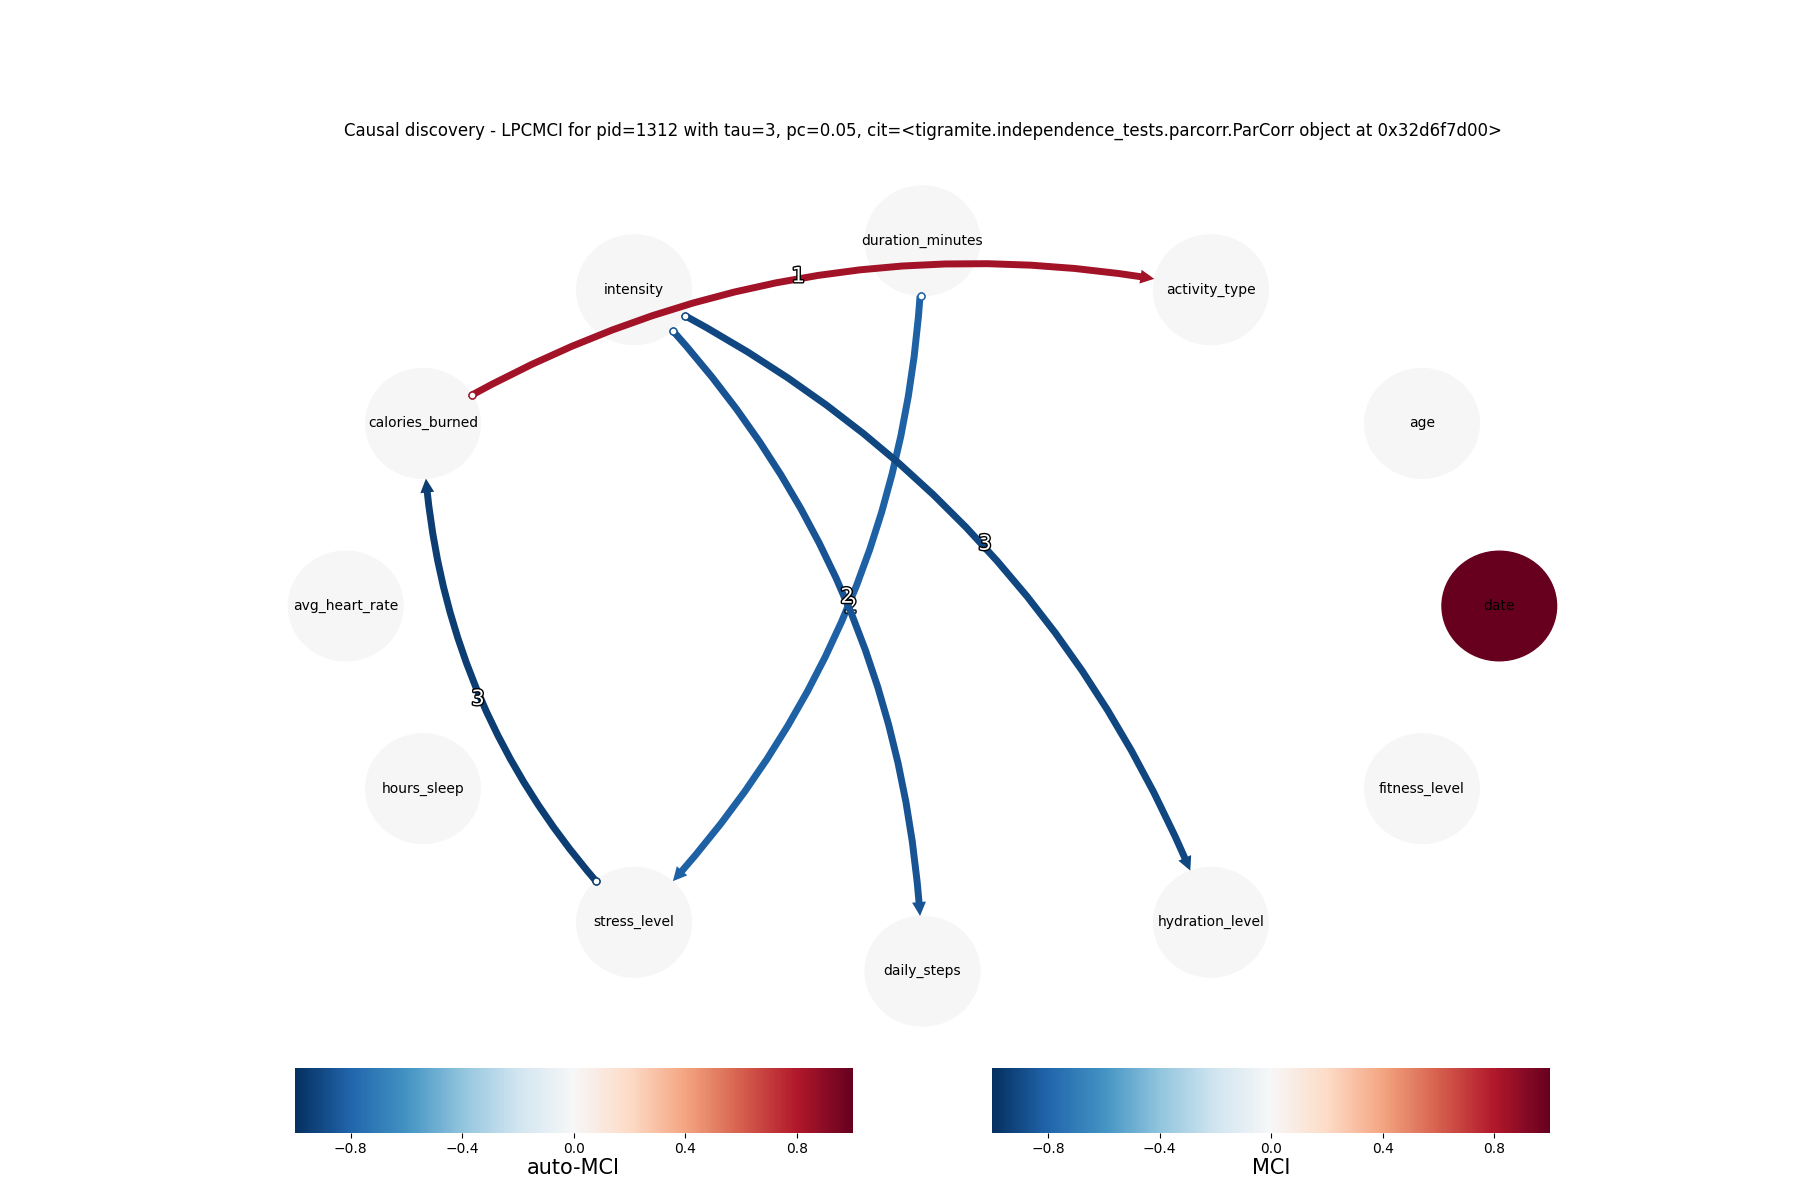 Causal discovery - LPCMCI for pid=1312 with tau=3, pc=0.05, cit=<tigramite.independence_tests.parcorr.ParCorr object at 0x32d6f7d00>
duration_minutes
intensity
activity_type
1
calories_burned
age
3
2
2
avg_heart_rate
date
3
hours_sleep
fitness_level
stress_level
hydration_level
daily_steps
−0.8 −0.4 0.0 0.4 0.8
auto-MCI
−0.8 −0.4 0.0 0.4 0.8
MCI